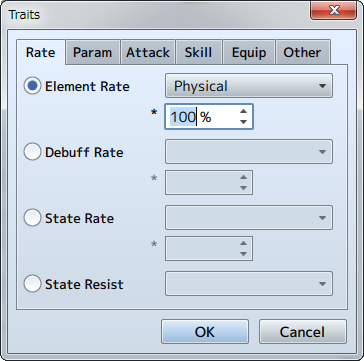 Traits
Rate Param Attack Skill Equip Other
Element Rate Physical
* 100 %
Debuff Rate
*
State Rate
*
State Resist
OK Cancel